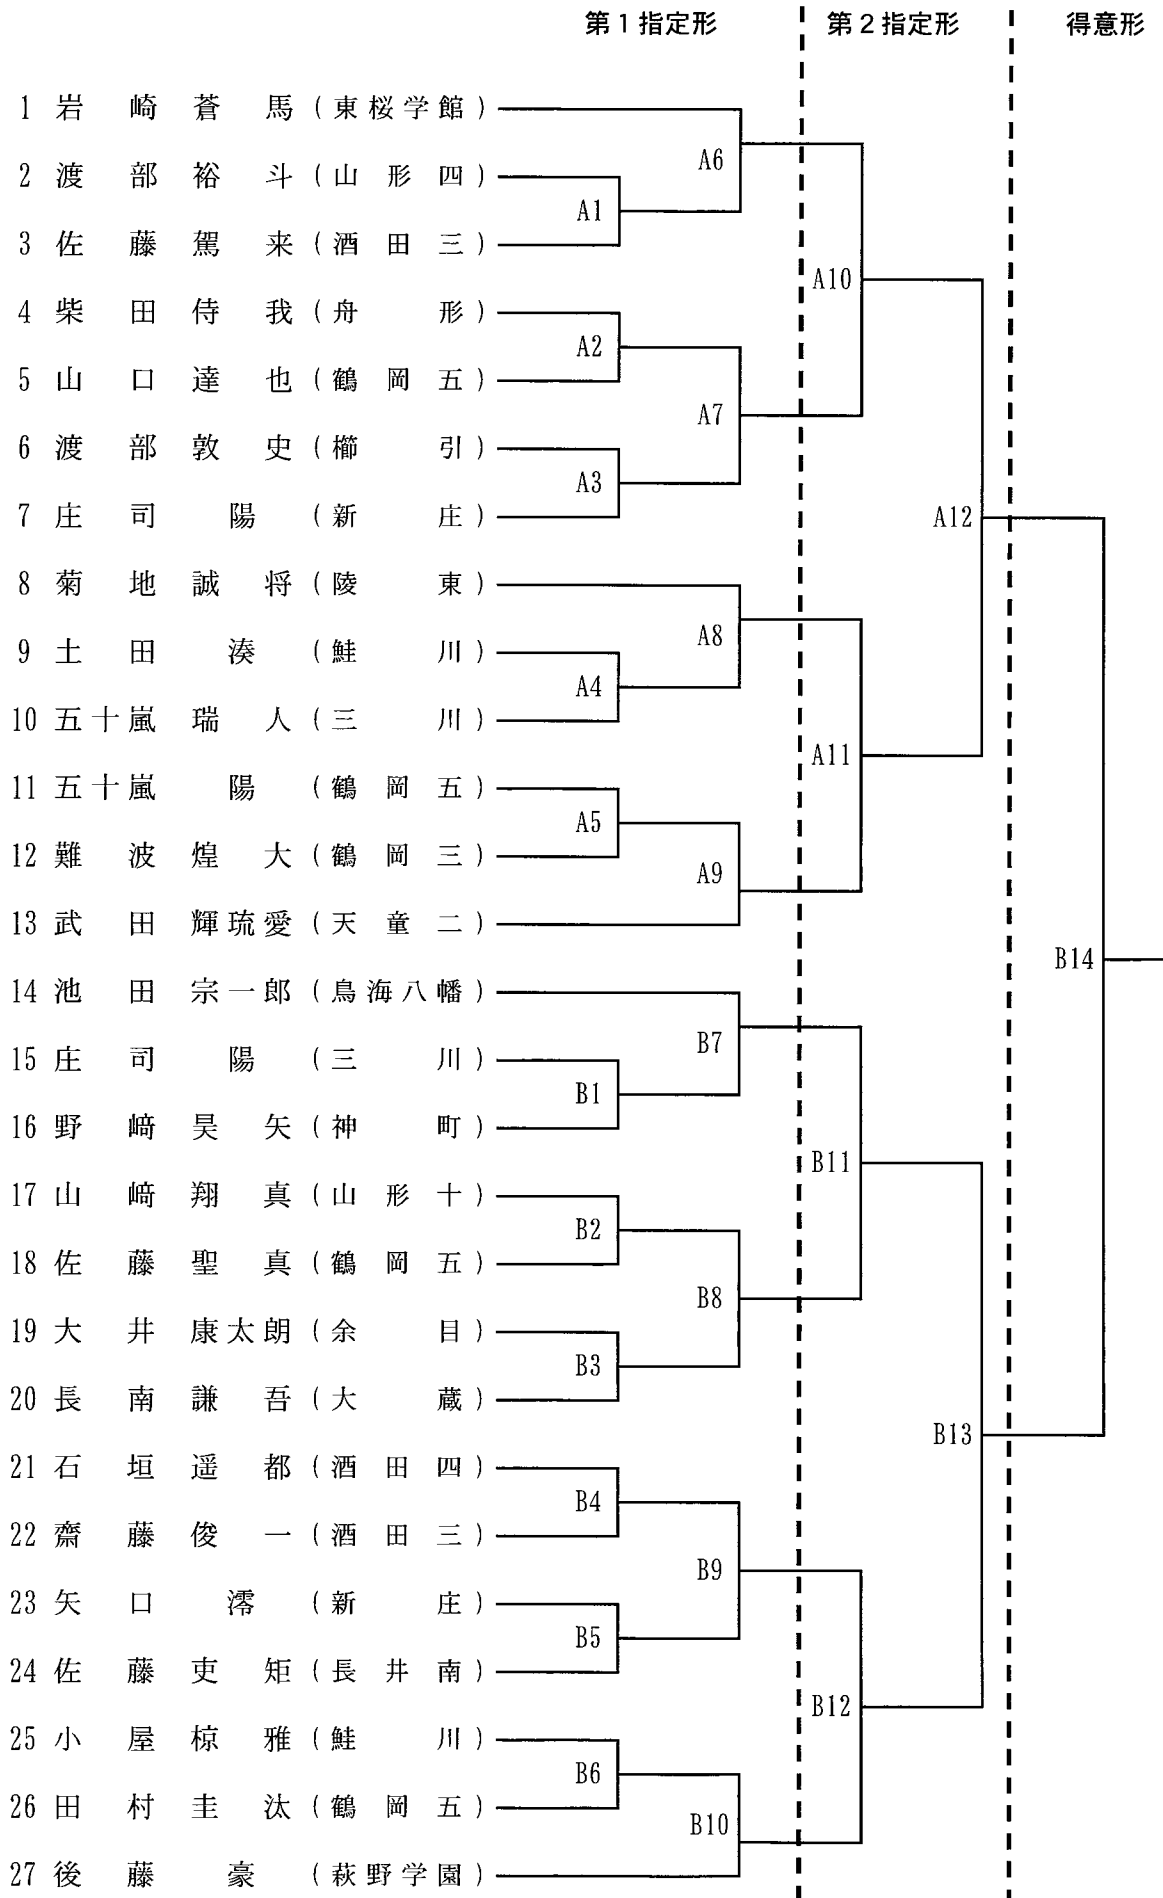 第１指定形 第２指定形 得意形
1 岩崎蒼馬（東桜学館）
A6
2 渡部裕斗（山形四）
A1
3 佐藤駕来（酒田三）
A10
4 柴田侍我（舟形）
A2
5 山口達也（鶴岡五）
A7
6 渡部敦史（櫛引）
A3
7 庄司陽（新庄）
A12
8 菊地誠将（陵東）
A8
9 土田湊（鮭川）
A4
10 五十嵐瑞人（三川）
A11
11 五十嵐陽（鶴岡五）
A5
12 難波煌大（鶴岡三）
A9
13 武田輝琉愛（天童二）
B14
14 池田宗一郎（鳥海八幡）
B7
15 庄司陽（三川）
B1
16 野﨑昊矢（神町）
B11
17 山﨑翔真（山形十）
B2
18 佐藤聖真（鶴岡五）
B8
19 大井康太朗（余目）
B3
20 長南謙吾（大蔵）
B13
21 石垣遥都（酒田四）
B4
22 齋藤俊一（酒田三）
B9
23 矢口澪（新庄）
B5
24 佐藤吏矩（長井南）
B12
25 小屋椋雅（鮭川）
B6
26 田村圭汰（鶴岡五）
B10
27 後藤豪（萩野学園）